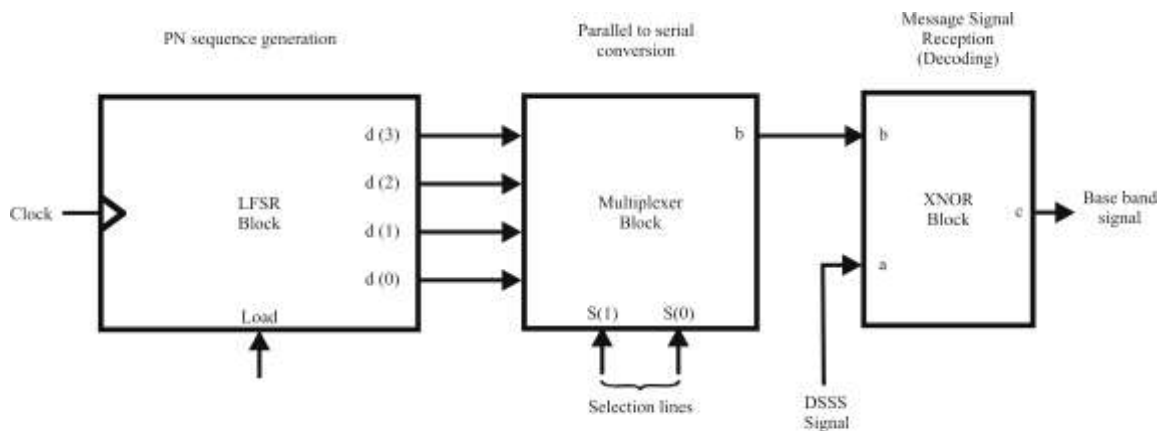 PN sequence generation
Parallel to serial
conversion
Message Signal
Reception
(Decoding)
Clock
LFSR
Block
d (3)
d (2)
d (1)
d (0)
Load
Multiplexer
Block
b
S(1) S(0)
Selection lines
b
XNOR
Block
a
c
Base band
signal
DSSS
Signal